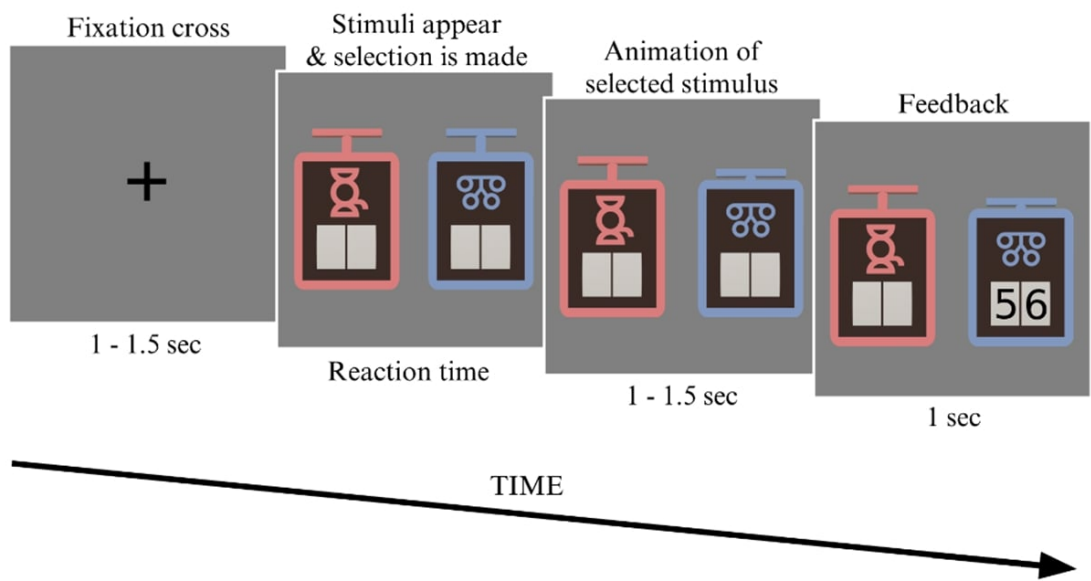 Fixation cross
1 - 1.5 sec
Stimuli appear
& selection is made
Reaction time
Animation of
selected stimulus
1 - 1.5 sec
Feedback
56
1 sec
TIME